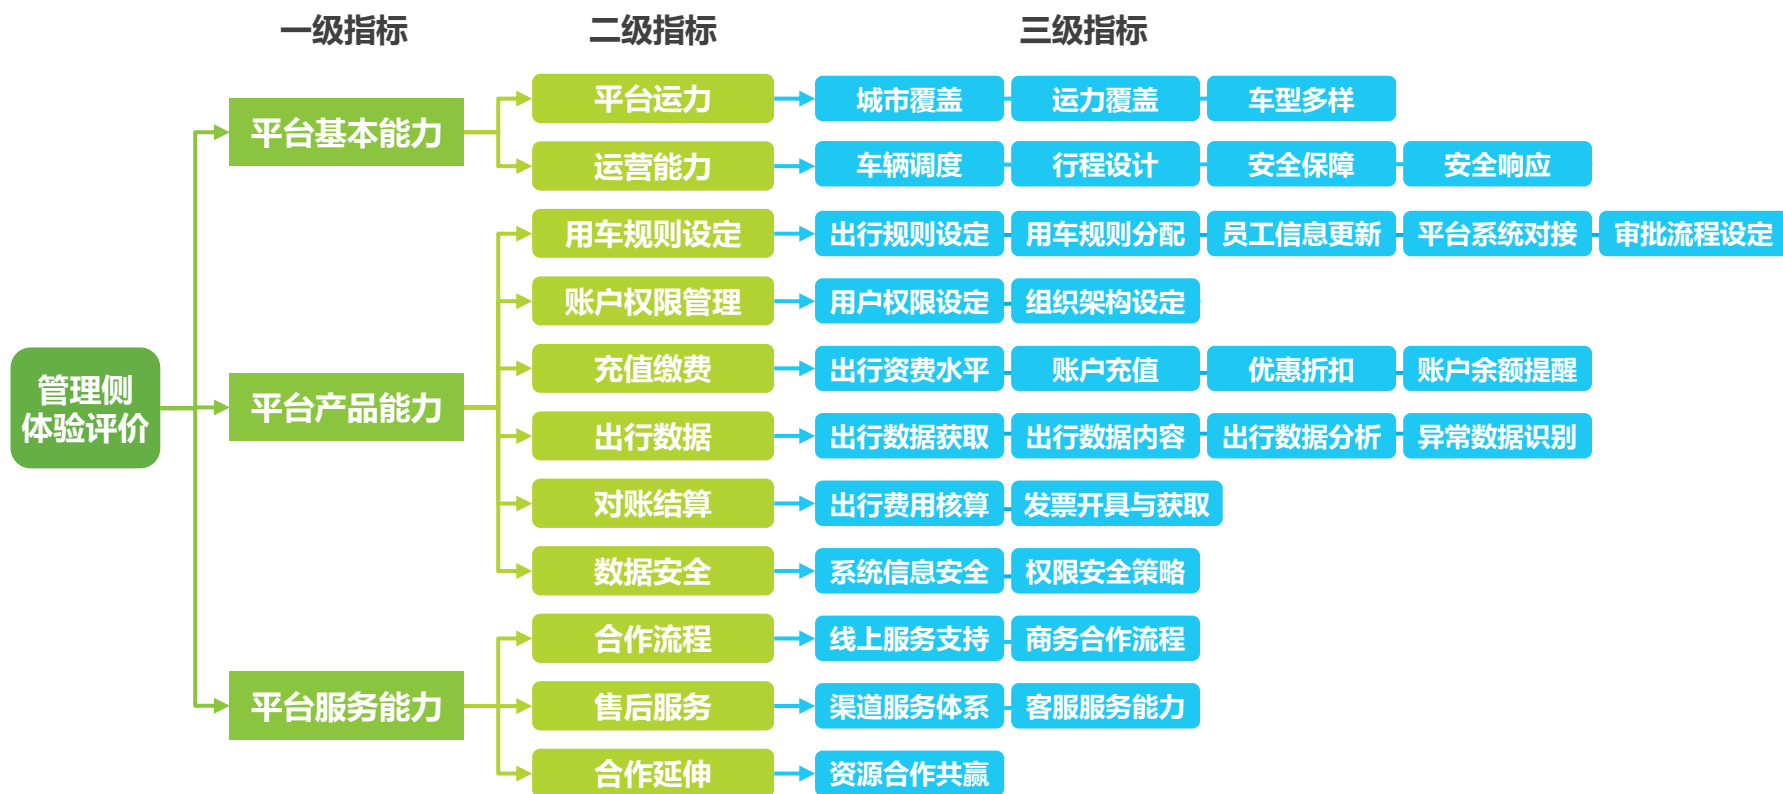 一级指标 二级指标 三级指标
平台运力 城市覆盖 运力覆盖 车型多样
平台基本能力
运营能力 车辆调度 行程设计 安全保障 安全响应
用车规则设定 出行规则设定 用车规则分配 员工信息更新 平台系统对接 审批流程设定
账户权限管理 用户权限设定 组织架构设定
充值缴费 出行资费水平 账户充值 优惠折扣 账户余额提醒
管理侧
体验评价
平台产品能力
出行数据 出行数据获取 出行数据内容 出行数据分析 异常数据识别
对账结算 出行费用核算 发票开具与获取
数据安全 系统信息安全 权限安全策略
合作流程 线上服务支持 商务合作流程
平台服务能力
售后服务 渠道服务体系 客服服务能力
合作延伸 资源合作共赢